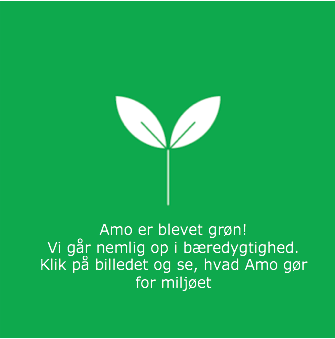 Amo er blevet grøn!
Vi går nemlig op i bæredygtighed.
Klik på billedet og se, hvad Amo gør
for miljøet